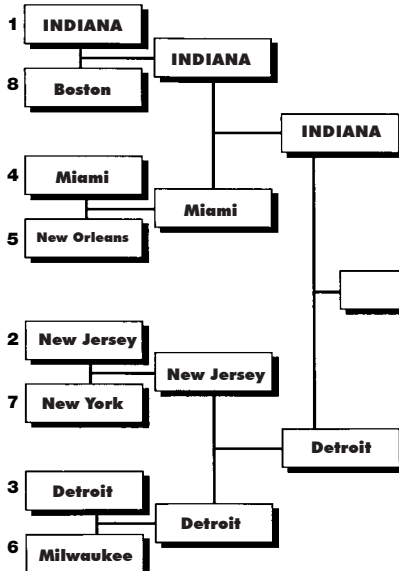 1 INDIANA
INDIANA
8 Boston
INDIANA
4 Miami
Miami
5 New Orleans
2 New Jersey
New Jersey
7 New York
Detroit
3 Detroit
Detroit
6 Milwaukee